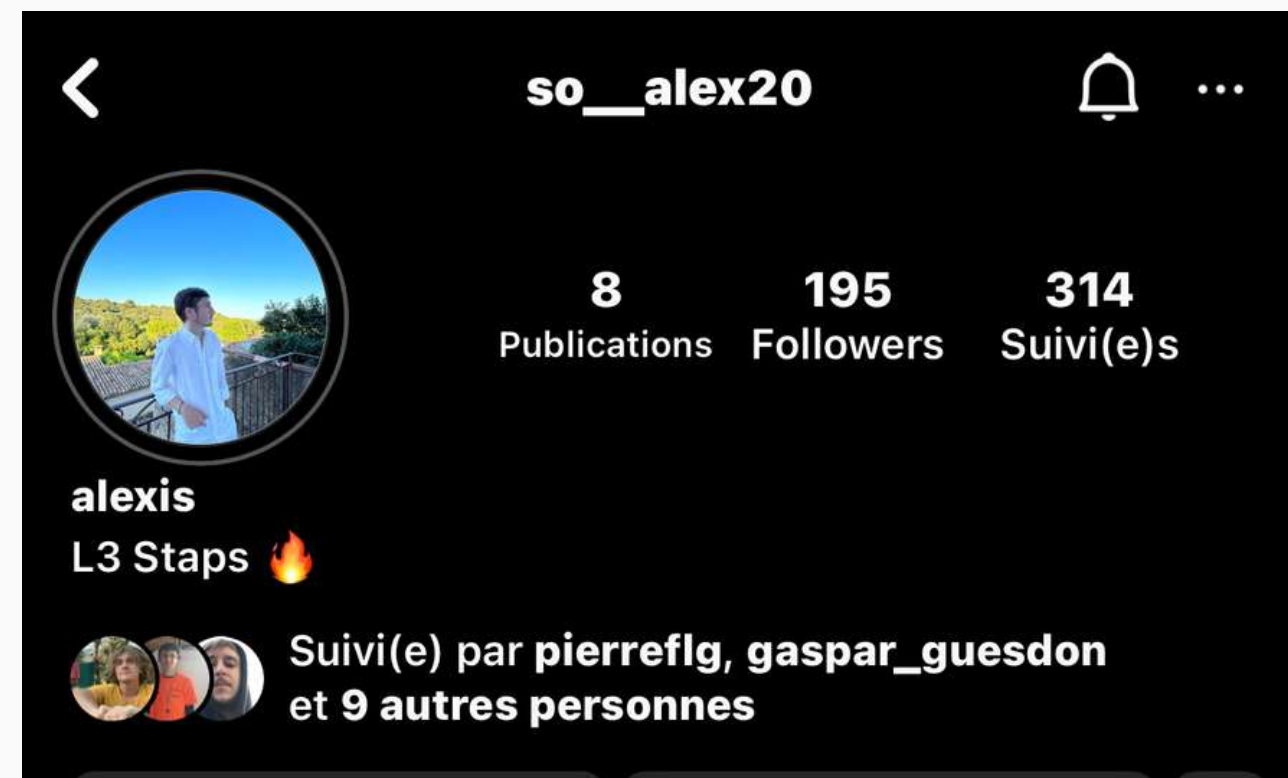 so__alex20
8 195 314
Publications Followers Suivi(e)s
alexis
L3 Staps 🔥
Suivi(e) par pierreflg, gaspar_guesdon
et 9 autres personnes